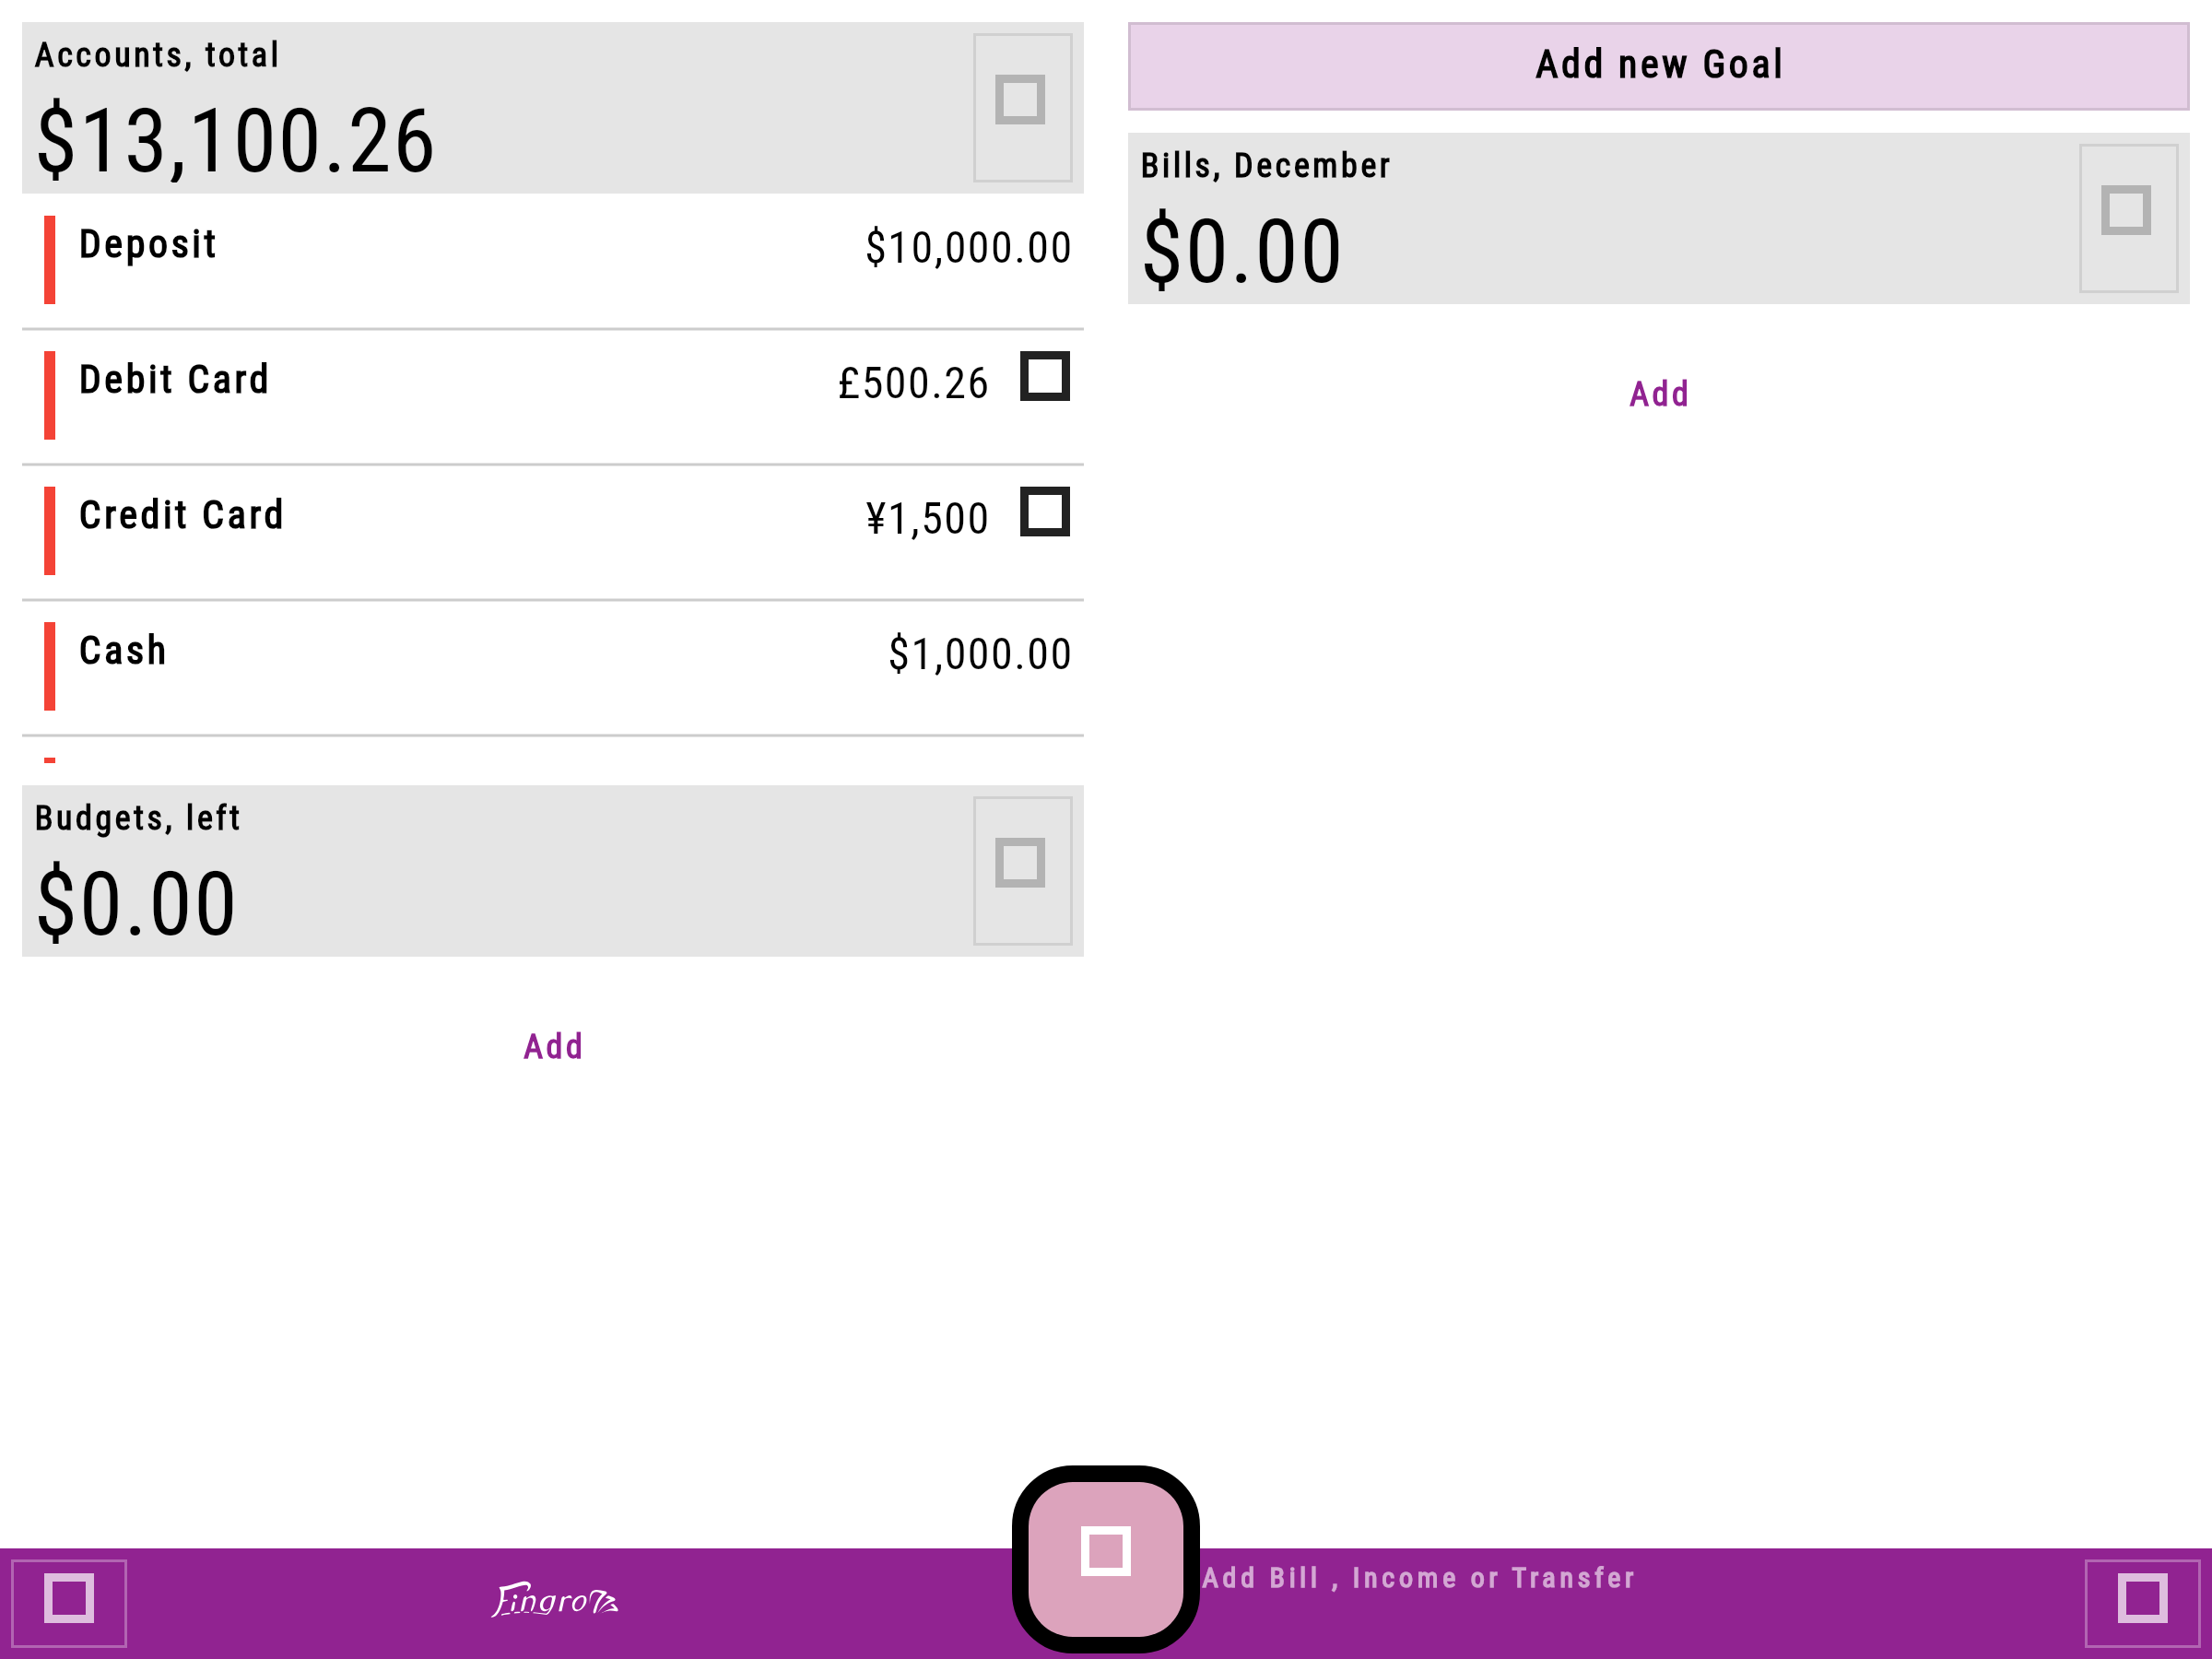 Accounts, total
$13,100.26
Deposit
$10,000.00
Debit Card
£500.26
Credit Card
¥1,500
Cash
$1,000.00
Budgets, left
$0.00
Add
Add new Goal
Bills, December
$0.00
Add
Fingro
Add Bill , Income or Transfer